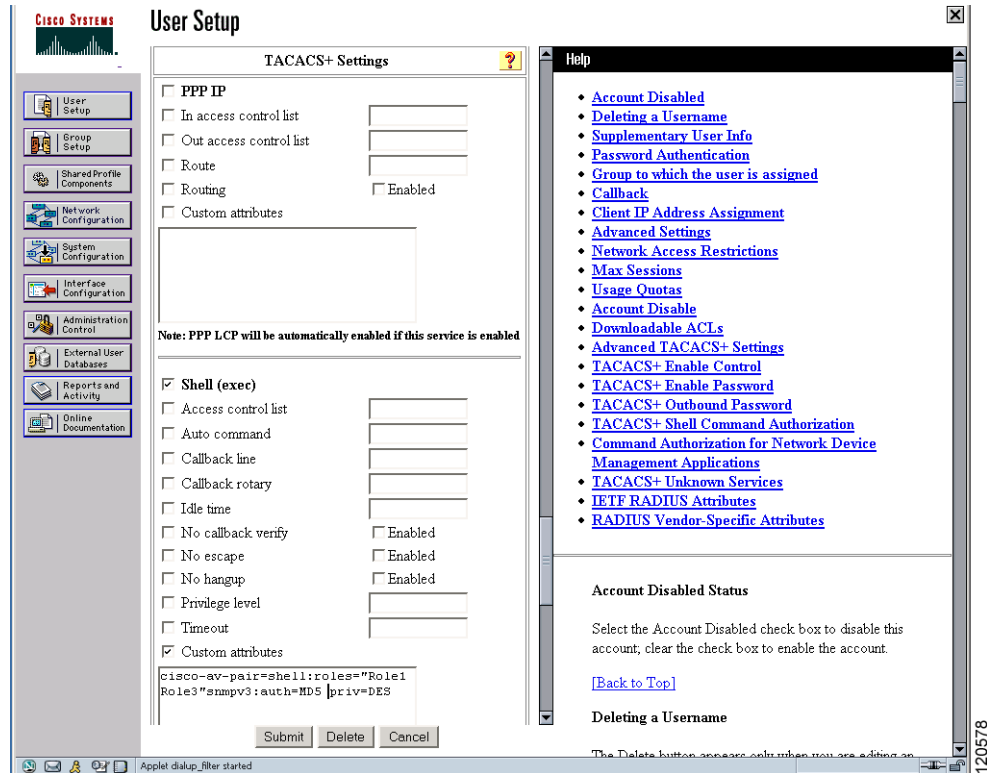 CISCO SYSTEMS
User Setup
User
Setup
Group
Setup
Shared Profile
Components
Network
Configuration
System
Configuration
Interface
Configuration
Administration
Control
External User
Databases
Reports and
Activity
Online
Documentation
TACACS+ Settings
?
PPP IP
In access control list
Out access control list
Route
Routing
Enabled
Custom attributes
Note: PPP LCP will be automatically enabled if this service is enabled
Shell (exec)
Access control list
Auto command
Callback line
Callback rotary
Idle time
No callback verify
Enabled
No escape
Enabled
No hangup
Enabled
Privilege level
Timeout
Custom attributes
cisco-av-pair=shell:roles="Role1
Role3"snmpv3:auth=MD5 priv=DES
Submit
Delete
Cancel
Help
Account Disabled
Deleting a Username
Supplementary User Info
Password Authentication
Group to which the user is assigned
Callback
Client IP Address Assignment
Advanced Settings
Network Access Restrictions
Max Sessions
Usage Quotas
Account Disable
Downloadable ACLs
Advanced TACACS+ Settings
TACACS+ Enable Control
TACACS+ Enable Password
TACACS+ Outbound Password
TACACS+ Shell Command Authorization
Command Authorization for Network Device
Management Applications
TACACS+ Unknown Services
IETF RADIUS Attributes
RADIUS Vendor-Specific Attributes
Account Disabled Status
Select the Account Disabled check box to disable this
account; clear the check box to enable the account.
[Back to Top]
Deleting a Username
The Delete button appears only when you are editing an
Applet dialup_filter started
120578